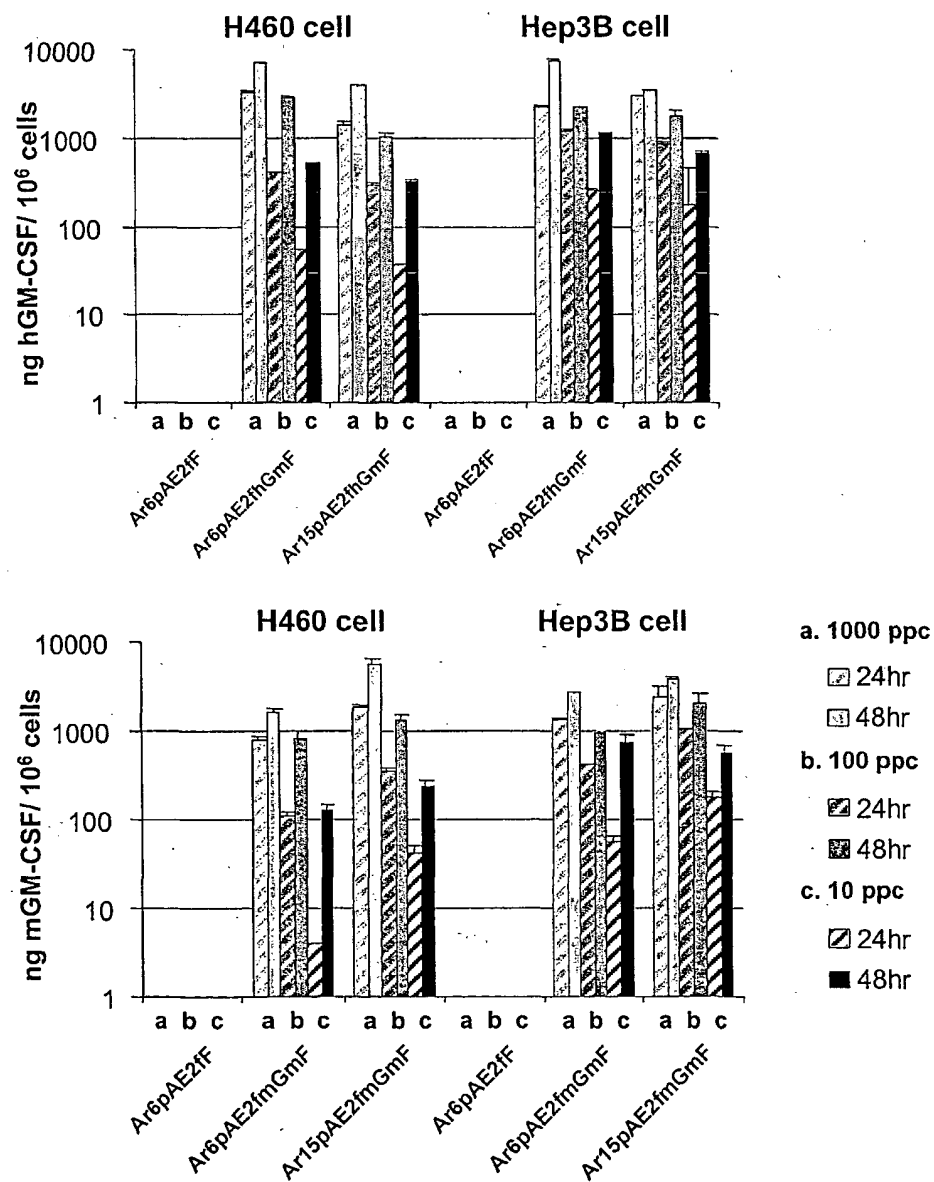 H460 cell Hep3B cell
ng hGM-CSF/ 10⁶ cells
10000
1000
100
10
1
a b c a b c a b c a b c a b c a b c
Ar6pAE2fF
Ar6pAE2fhGmF
Ar15pAE2fhGmF
Ar6pAE2fF
Ar6pAE2fhGmF
Ar15pAE2fhGmF
H460 cell Hep3B cell
ng mGM-CSF/ 10⁶ cells
10000
1000
100
10
1
a b c a b c a b c a b c a b c a b c
Ar6pAE2fF
Ar6pAE2fmGmF
Ar15pAE2fmGmF
Ar6pAE2fF
Ar6pAE2fmGmF
Ar15pAE2fmGmF
a. 1000 ppc
24hr
48hr
b. 100 ppc
24hr
48hr
c. 10 ppc
24hr
48hr